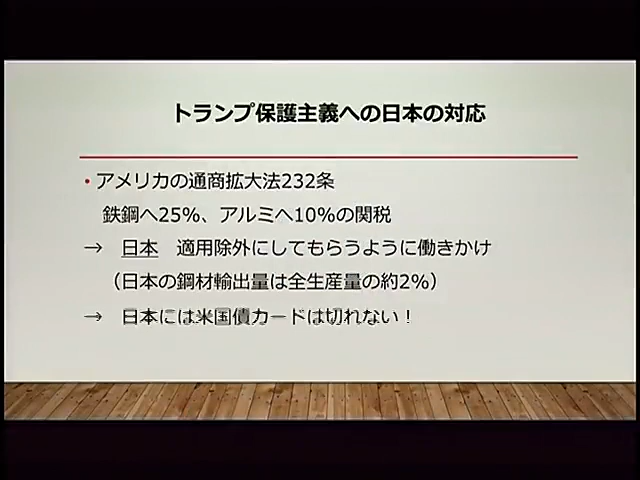 トランプ保護主義への日本の対応
・アメリカの通商拡大法232条
鉄鋼へ25%、アルミへ10%の関税
→ 日本 適用除外にしてもらうように働きかけ
（日本の鋼材輸出量は全生産量の約2%）
→ 日本には米国債カードは切れない！